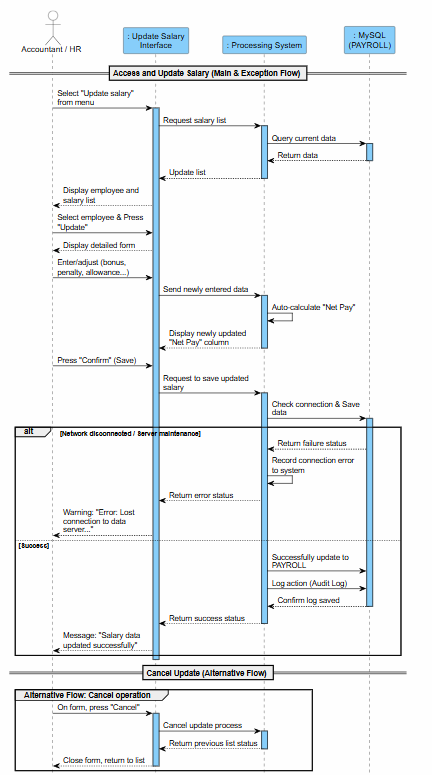 Accountant / HR
: Update Salary
Interface
: Processing System
: MySQL
(PAYROLL)
Access and Update Salary (Main & Exception Flow)
Select "Update salary"
from menu
Request salary list
Query current data
Return data
Update list
Display employee and
salary list
Select employee & Press
"Update"
Display detailed form
Enter/adjust (bonus,
penalty, allowance...)
Send newly entered data
Auto-calculate "Net Pay"
Display newly updated
"Net Pay" column
Press "Confirm" (Save)
Request to save updated
salary
Check connection & Save
data
alt
[Network disconnected / Server maintenance]
Return failure status
Record connection error
to system
Return error status
Warning: "Error: Lost
connection to data
server..."
[Success]
Successfully update to
PAYROLL
Log action (Audit Log)
Confirm log saved
Return success status
Message: "Salary data
updated successfully"
Cancel Update (Alternative Flow)
Alternative Flow: Cancel operation
On form, press "Cancel"
Cancel update process
Return previous list status
Close form, return to list